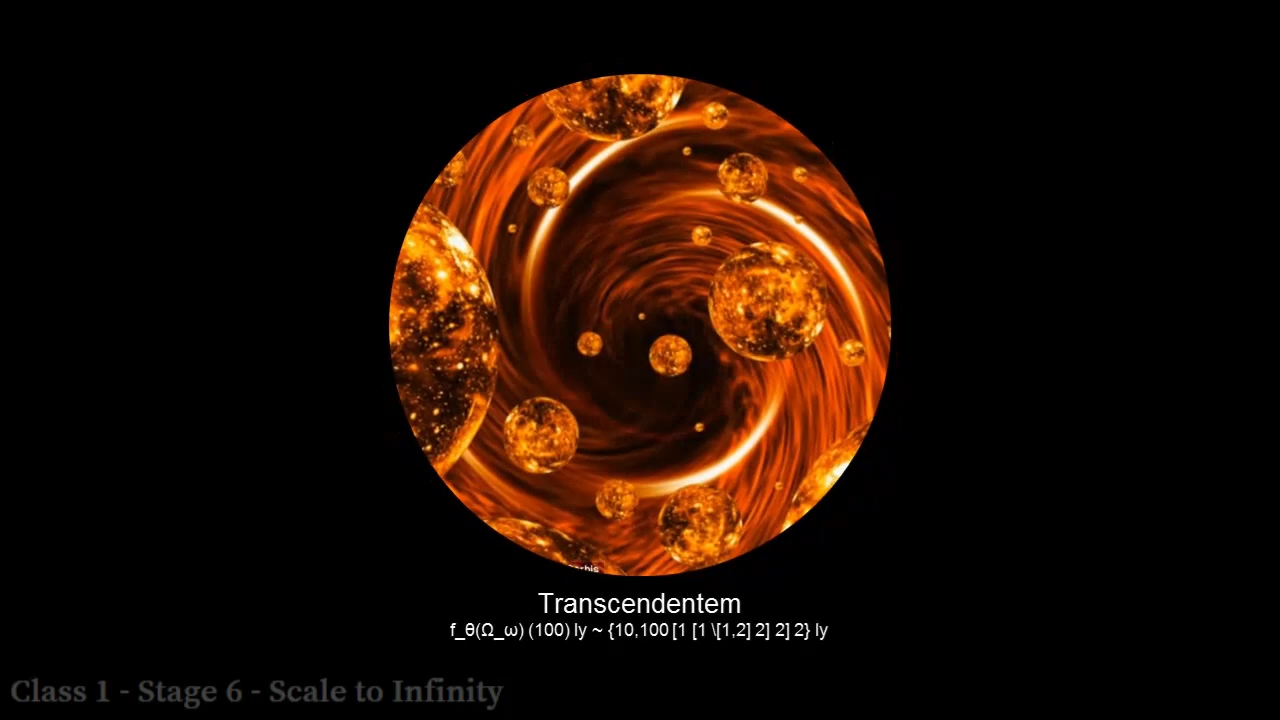 Transcendentem
f_θ(Ω_ω) (100) ly ~ {10,100 [1 [1 \[1,2] 2] 2] 2} ly
Class 1 - Stage 6 - Scale to Infinity